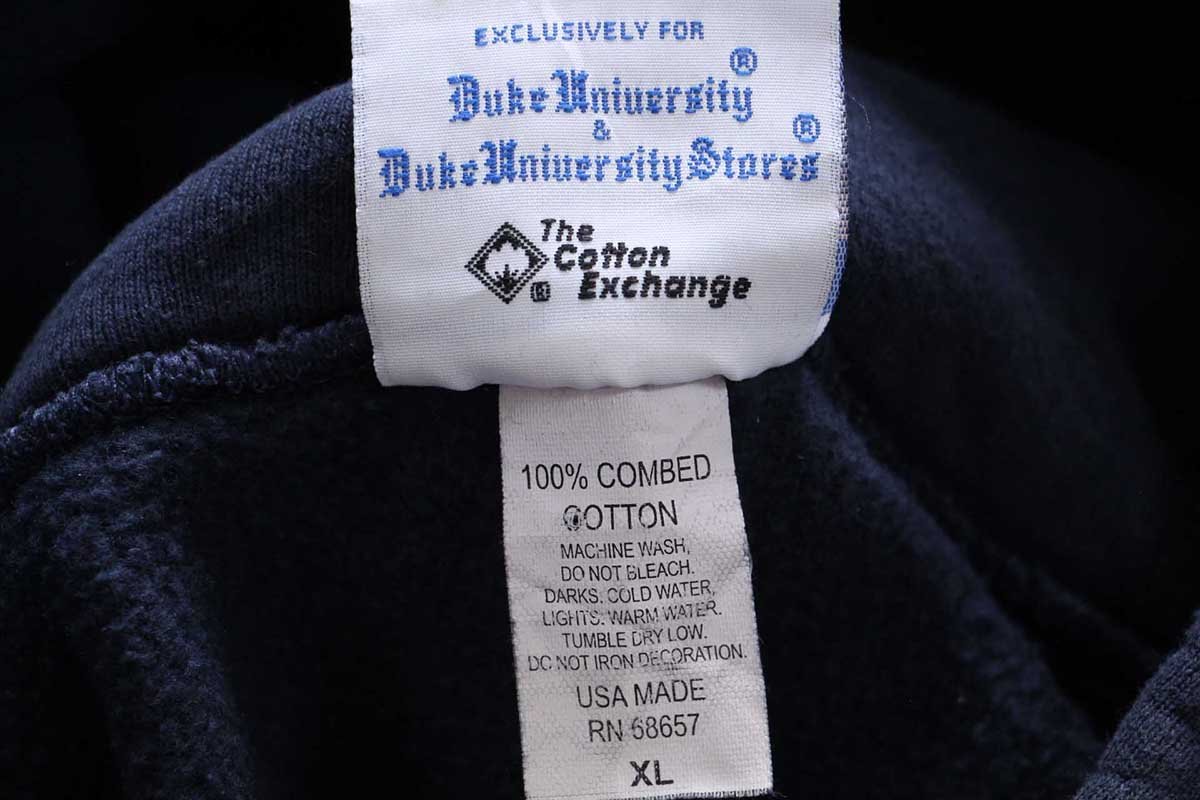 EXCLUSIVELY FOR
Duke University®
&
Duke University Stores®
The
Cotton
® Exchange
100% COMBED
COTTON
MACHINE WASH,
DO NOT BLEACH.
DARKS: COLD WATER,
LIGHTS: WARM WATER.
TUMBLE DRY LOW.
DO NOT IRON DECORATION.
USA MADE
RN 68657
XL